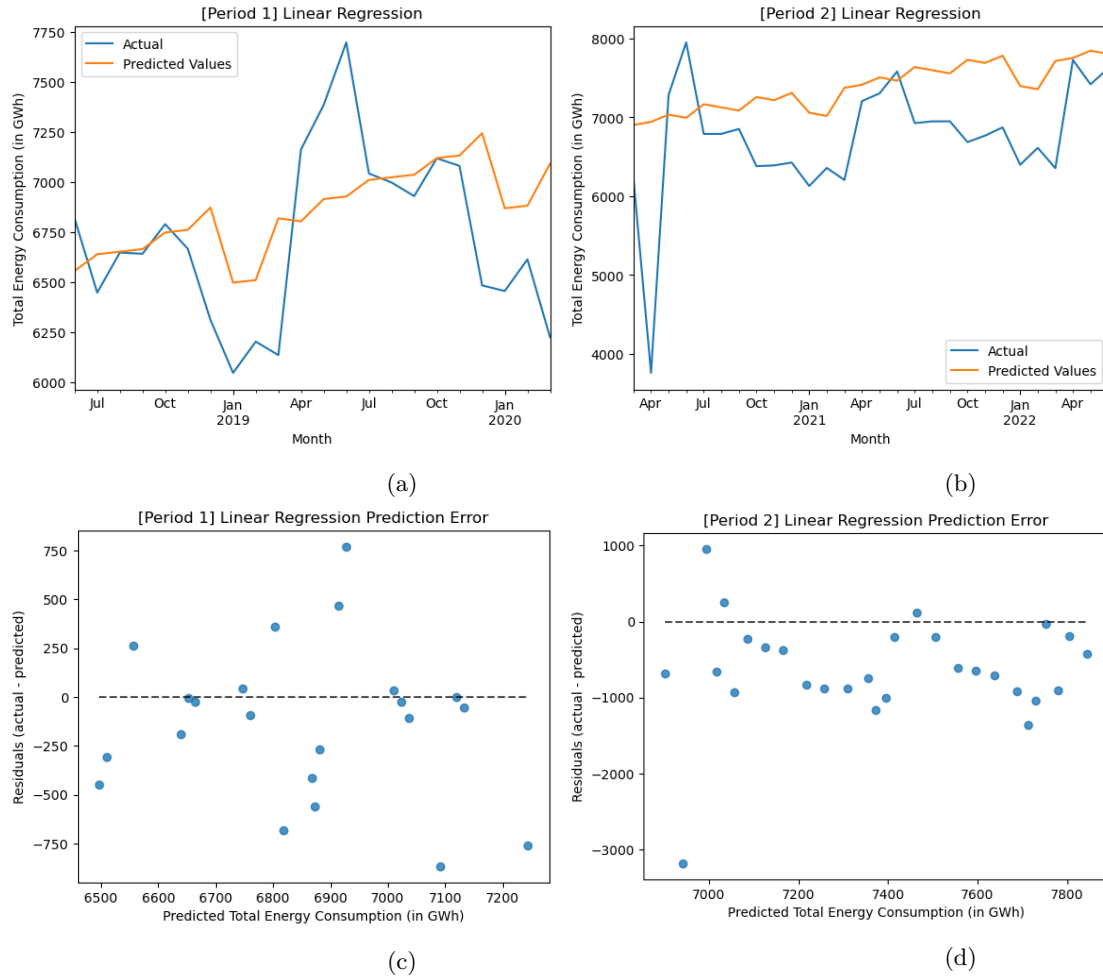 [Period 1] Linear Regression
7750
7500
7250
7000
6750
6500
6250
6000
Total Energy Consumption (in GWh)
Actual
Predicted Values
Jul
Oct
Jan
2019
Apr
Jul
Oct
Jan
2020
Month
(a)
[Period 2] Linear Regression
8000
7000
6000
5000
4000
Total Energy Consumption (in GWh)
Actual
Predicted Values
Apr
Jul
Oct
Jan
2021
Apr
Jul
Oct
Jan
2022
Apr
Month
(b)
[Period 1] Linear Regression Prediction Error
750
500
250
0
−250
−500
−750
Residuals (actual - predicted)
6500
6600
6700
6800
6900
7000
7100
7200
Predicted Total Energy Consumption (in GWh)
(c)
[Period 2] Linear Regression Prediction Error
1000
0
−1000
−2000
−3000
Residuals (actual - predicted)
7000
7200
7400
7600
7800
Predicted Total Energy Consumption (in GWh)
(d)